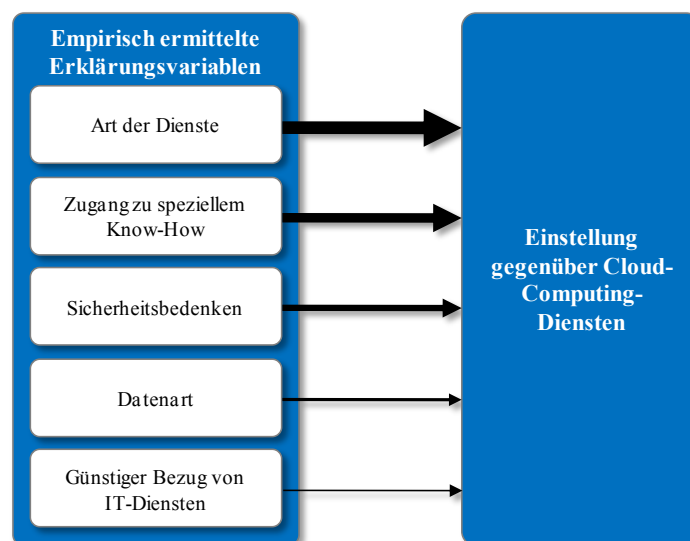 Empirisch ermittelte
Erklärungsvariablen
Art der Dienste
Zugang zu speziellem
Know-How
Sicherheitsbedenken
Datenart
Günstiger Bezug von
IT-Diensten
Einstellung
gegenüber Cloud-
Computing-
Diensten